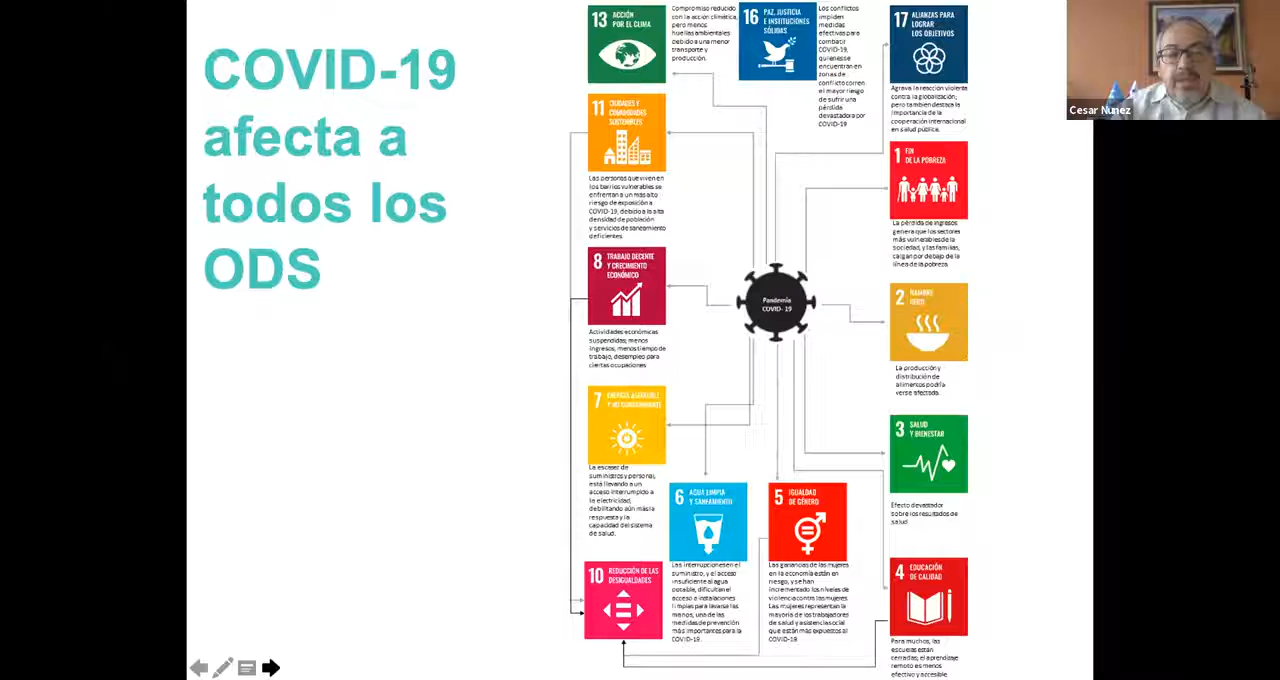 COVID-19
afecta a
todos los
ODS
13 ACCIÓN
POR EL CLIMA
Compromiso reducido
con la acción climática,
pero menos
huellas ambientales
debido a una menor
transporte y
producción.
16 PAZ, JUSTICIA
E INSTITUCIONES
SÓLIDAS
Los conflictos
impiden
medidas
efectivas para
combatir
COVID-19,
quienes se
encuentran en
zonas de
conflicto corren
el mayor riesgo
de sufrir una
pérdida
devastadora por
COVID-19
17 ALIANZAS PARA
LOGRAR
LOS OBJETIVOS
Agrava la reacción violenta
contra la globalización;
pero también destaca la
importancia de la
cooperación internacional
en salud pública.
11 CIUDADES Y
COMUNIDADES
SOSTENIBLES
Las personas que viven en
los barrios vulnerables se
enfrentan a un más alto
riesgo de exposición a
COVID-19, debido a la alta
densidad de población
y servicios de saneamiento
deficientes.
1 FIN
DE LA POBREZA
La pérdida de ingresos
genera que los sectores
más vulnerables de la
sociedad, y las familias,
caigan por debajo de la
línea de la pobreza
8 TRABAJO DECENTE
Y CRECIMIENTO
ECONÓMICO
Actividades económicas
suspendidas; menos
ingresos, menos tiempo de
trabajo, desempleo para
ciertas ocupaciones
Pandemia
COVID- 19
2 HAMBRE
CERO
La producción y
distribución de
alimentos podría
verse afectada.
7 ENERGÍA ASEQUIBLE
Y NO CONTAMINANTE
La escasez de
suministros y personal,
está llevando a un
acceso interrumpido a
la electricidad,
debilitando aún más la
respuesta y la
capacidad del sistema
de salud.
3 SALUD
Y BIENESTAR
Efecto devastador
sobre los resultados de
salud
6 AGUA LIMPIA
Y SANEAMIENTO
Las interrupciones en el
suministro, y el acceso
insuficiente al agua
potable, dificultan el
acceso a instalaciones
limpias para lavarse las
manos, una de las
medidas de prevención
más importantes para la
COVID-19.
5 IGUALDAD
DE GÉNERO
Las ganancias de las mujeres
en la economía están en
riesgo, y se han
incrementado los niveles de
violencia contra las mujeres.
Las mujeres representan la
mayoría de los trabajadores
de salud y asistencia social
que están más expuestos al
COVID-19
10 REDUCCIÓN DE LAS
DESIGUALDADES
4 EDUCACIÓN
DE CALIDAD
Para muchos, las
escuelas están
cerradas; el aprendizaje
remoto es menos
efectivo y accesible
Cesar Nunez